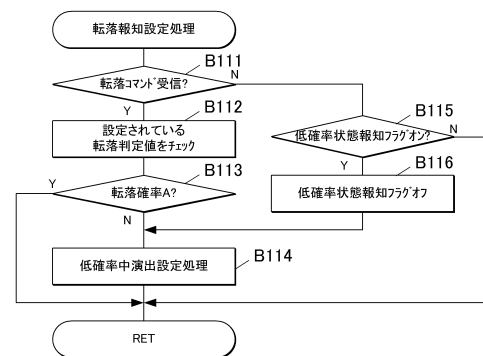 転落報知設定処理
B111
転落ｺﾏﾝﾄﾞ受信?
N
Y
B112
設定されている
転落判定値をチェック
B115
低確率状態報知ﾌﾗｸﾞｵﾝ?
N
Y
B113
Y
転落確率A?
N
B116
低確率状態報知ﾌﾗｸﾞｵﾌ
低確率中演出設定処理
B114
RET